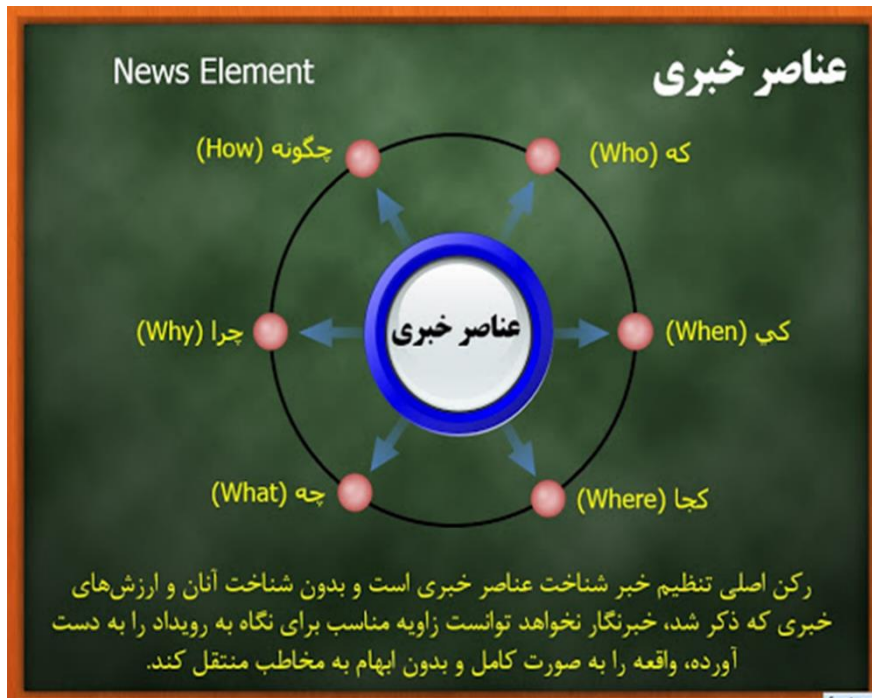 عناصر خبری
News Element
که (Who)
چگونه (How)
کي (When)
عناصر خبری
چرا (Why)
کجا (Where)
چه (What)
رکن اصلی تنظیم خبر شناخت عناصر خبری است و بدون شناخت آنان و ارزش‌های
خبری که ذکر شد، خبرنگار نخواهد توانست زاویه مناسب برای نگاه به رویداد را به دست
آورده، واقعه را به صورت کامل و بدون ابهام به مخاطب منتقل کند.